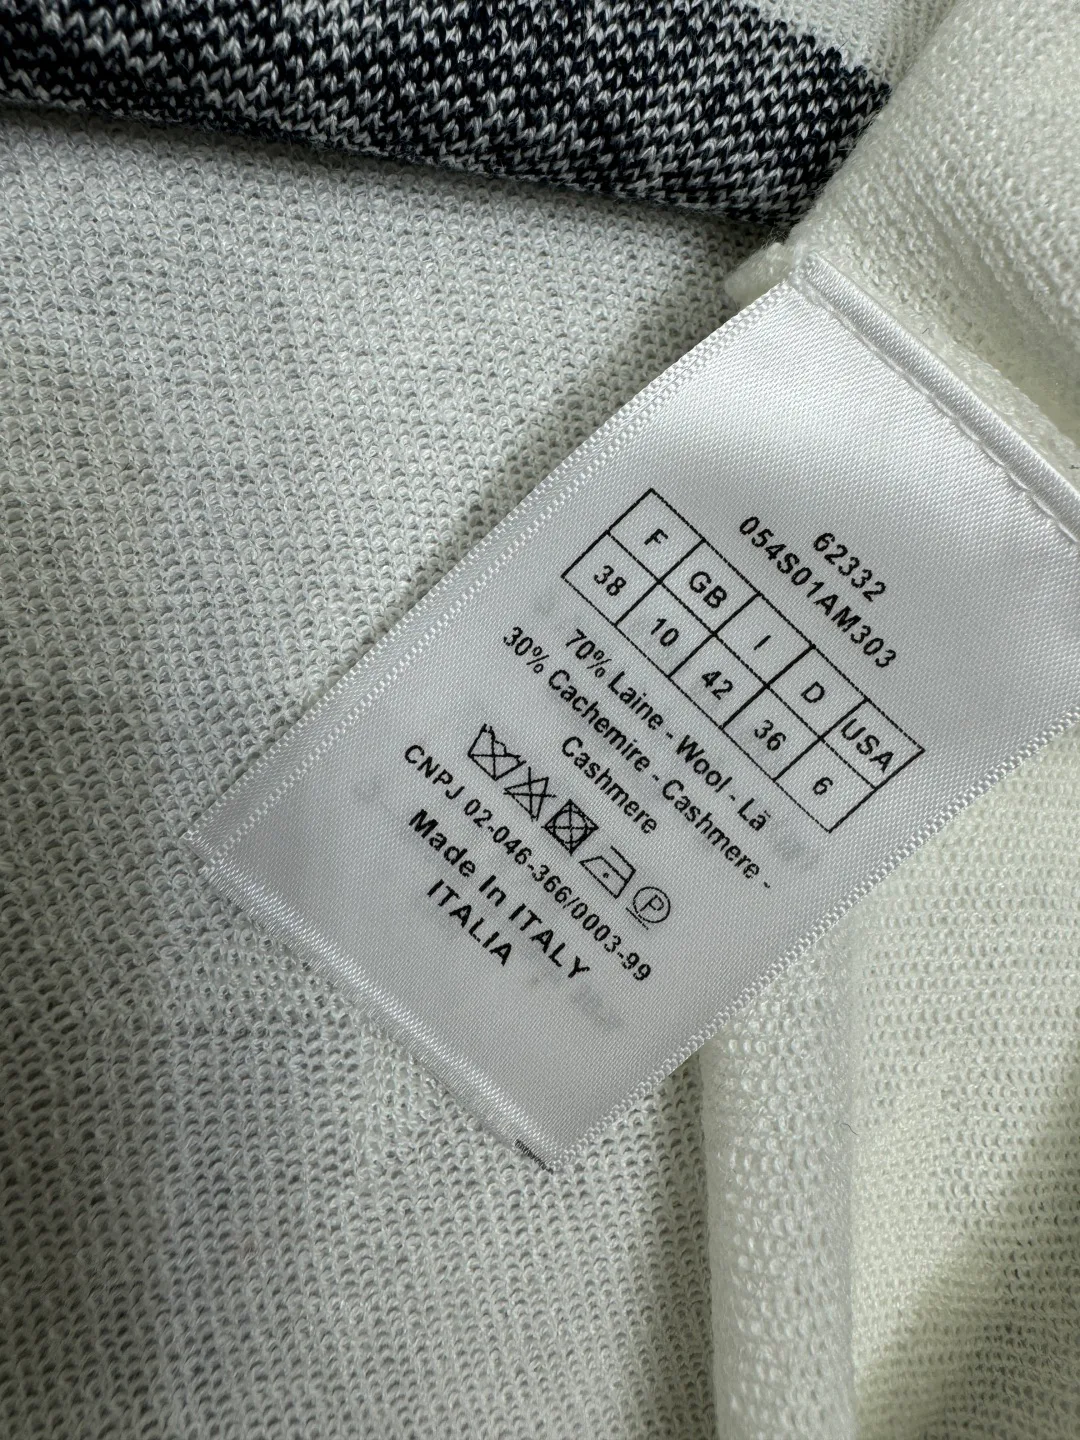 62332
054S01AM303
F GB I D USA
38 10 42 36 6
70% Laine - Wool - Lã
30% Cachemire - Cashmere -
Cashmere
P
CNPJ 02-046-366/0003-99
Made In ITALY
ITALIA